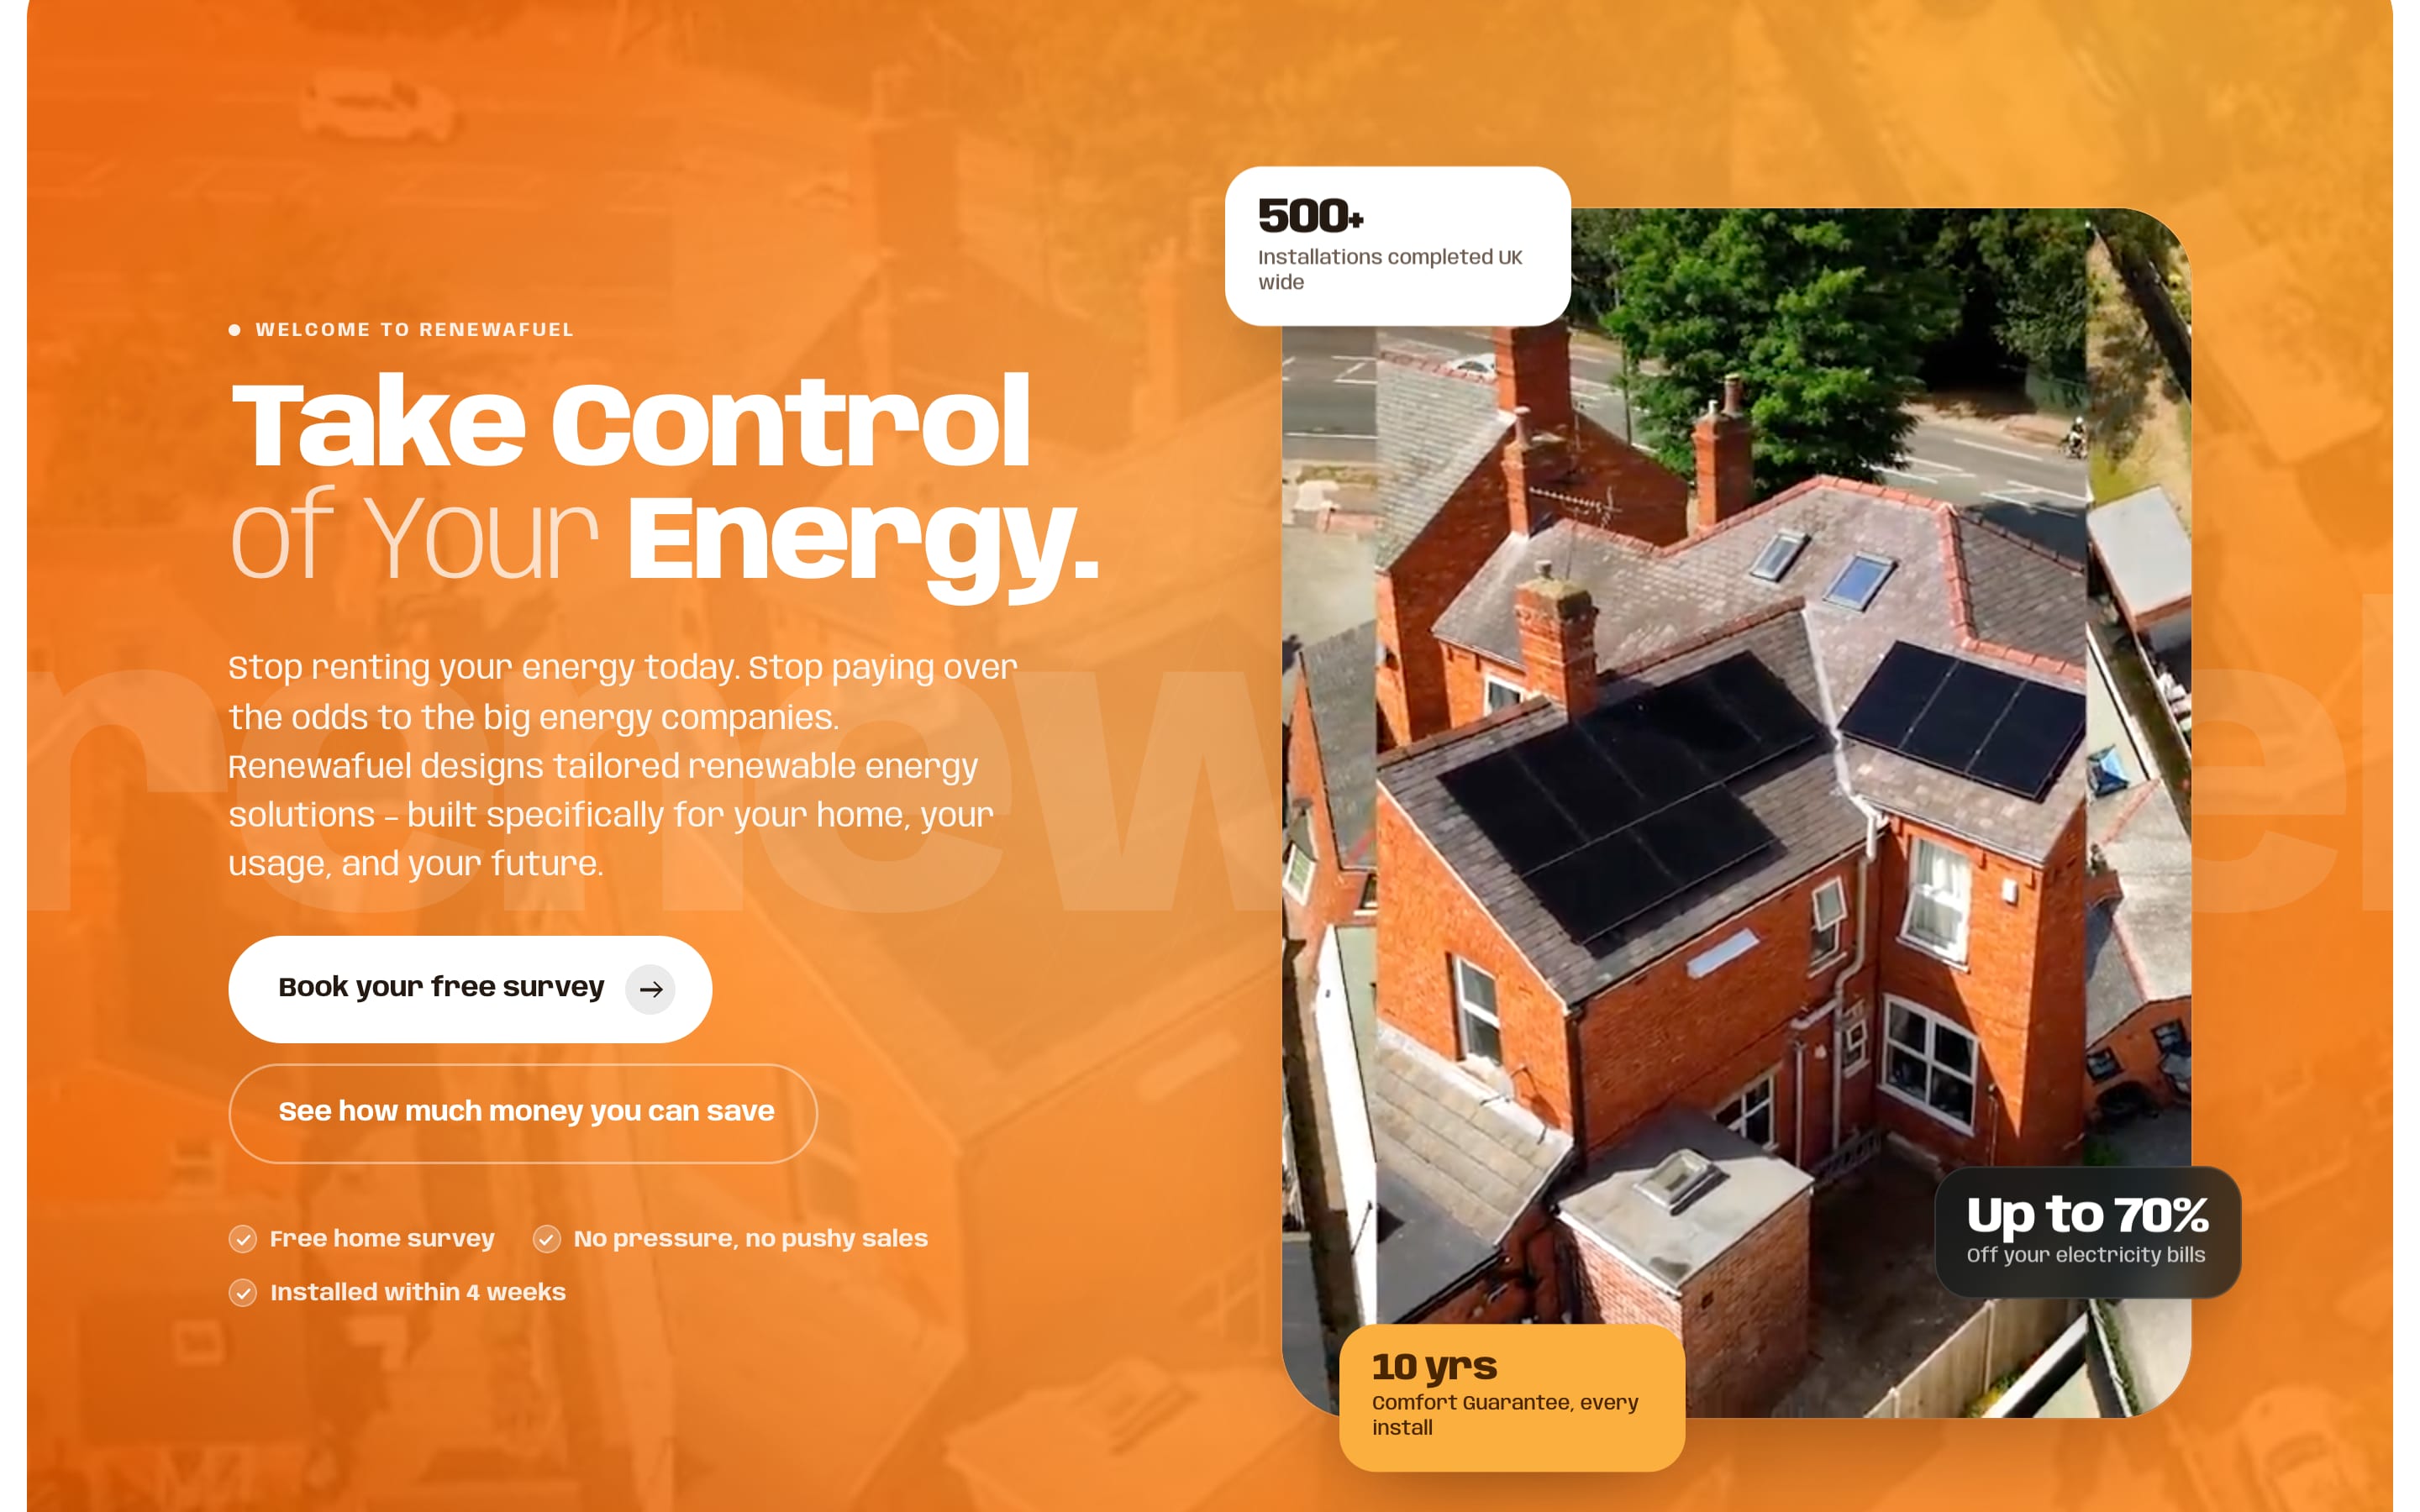 WELCOME TO RENEWAFUEL
Take Control
of Your Energy.
Stop renting your energy today. Stop paying over
the odds to the big energy companies.
Renewafuel designs tailored renewable energy
solutions – built specifically for your home, your
usage, and your future.
Book your free survey
See how much money you can save
Free home survey
No pressure, no pushy sales
Installed within 4 weeks
500+
Installations completed UK
wide
Up to 70%
Off your electricity bills
10 yrs
Comfort Guarantee, every
install